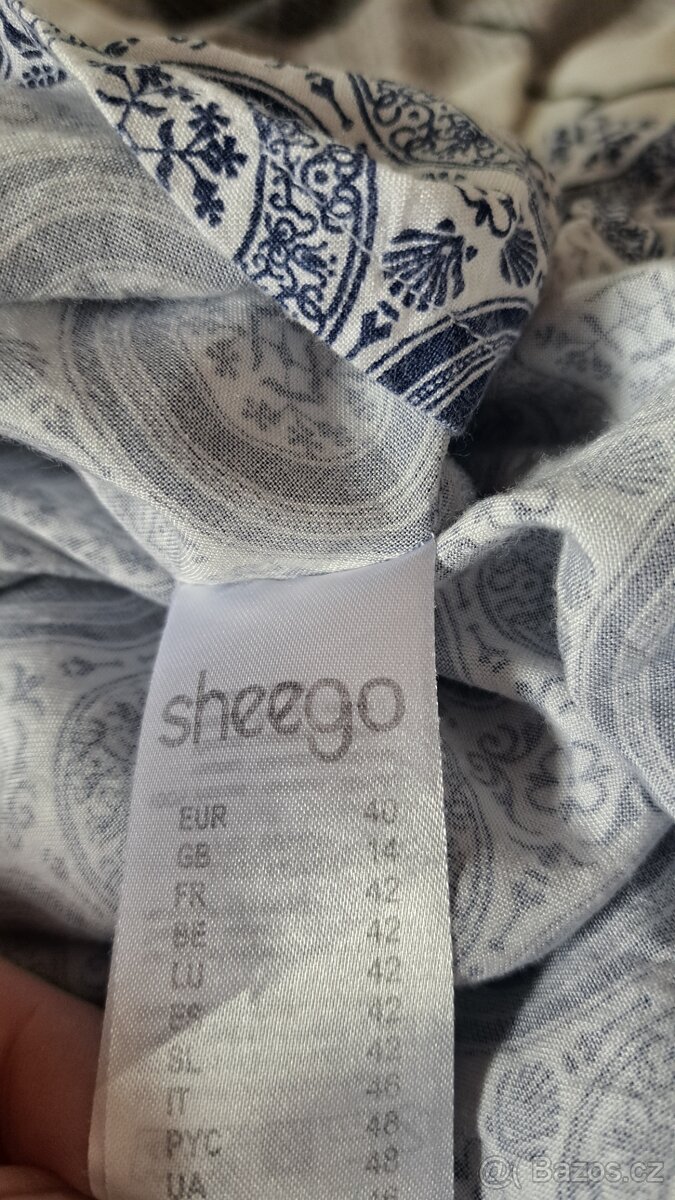 sheego
EUR 40
GB 14
FR 42
BE 42
LU 42
ES 42
SL 42
IT 46
РУС 48
UA 48
Bazos.cz